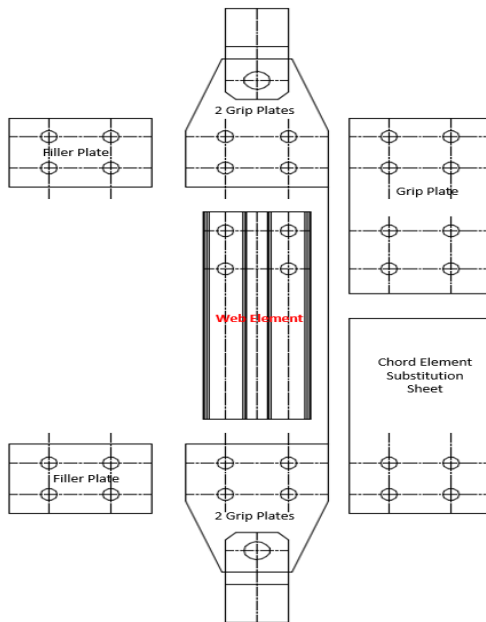 2 Grip Plates
Filler Plate
Grip Plate
Web Element
Chord Element
Substitution
Sheet
Filler Plate
2 Grip Plates